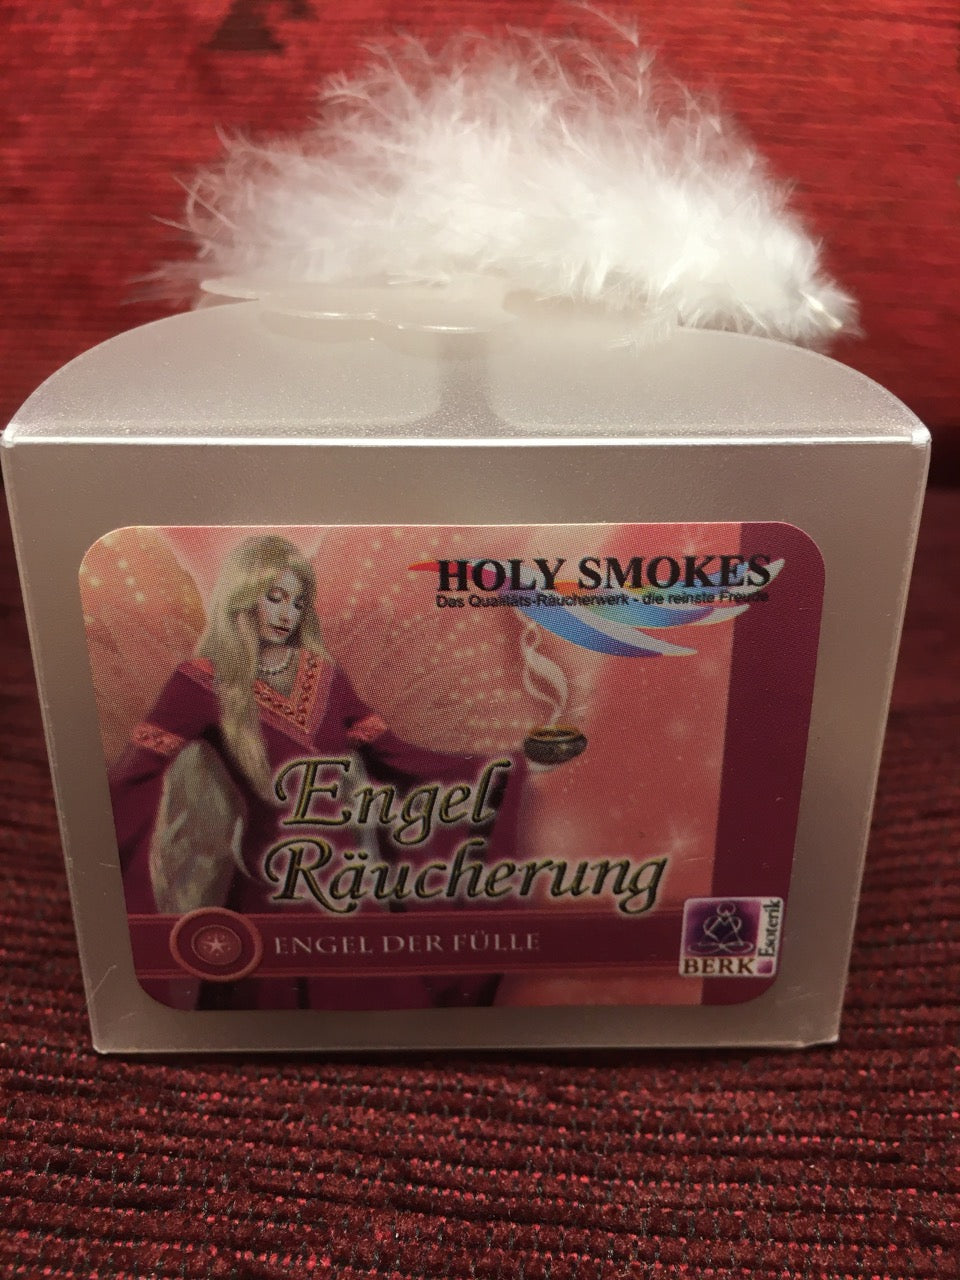 HOLY SMOKES
Das Qualitäts-Räucherwerk - die reinste Freude
Engel
Räucherung
ENGEL DER FÜLLE
BERK
Esoterik